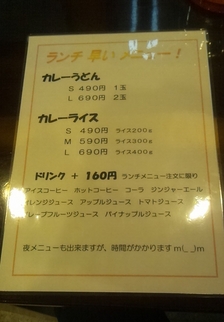 ランチ 早い メニュー！
カレーうどん
S 490円 1玉
L 690円 2玉
カレーライス
S 490円 ライス200g
M 590円 ライス300g
L 690円 ライス400g
ドリンク + 160円 ランチメニュー注文に限り
アイスコーヒー ホットコーヒー コーラ ジンジャーエール
オレンジジュース アップルジュース トマトジュース
グレープフルーツジュース パイナップルジュース
夜メニューも出来ますが、時間がかかります m(_ _)m